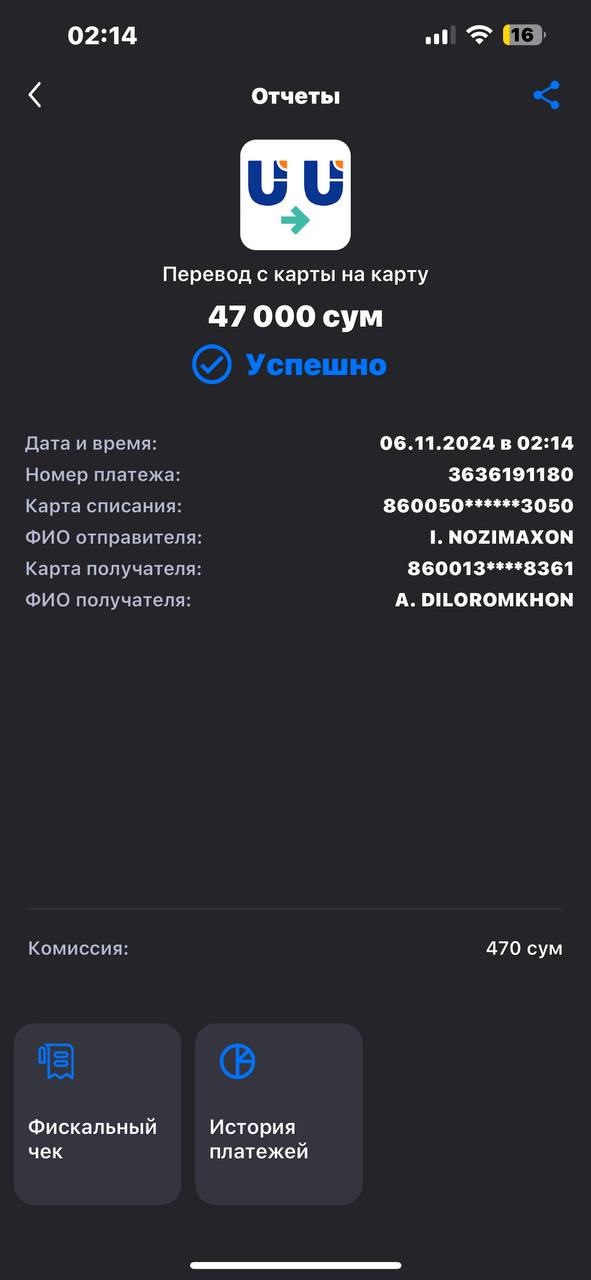 02:14
16
Отчеты
Перевод с карты на карту
47 000 сум
Успешно
Дата и время: 06.11.2024 в 02:14
Номер платежа: 3636191180
Карта списания: 860050******3050
ФИО отправителя: I. NOZIMAXON
Карта получателя: 860013****8361
ФИО получателя: A. DILOROMKHON
Комиссия: 470 сум
Фискальный
чек
История
платежей